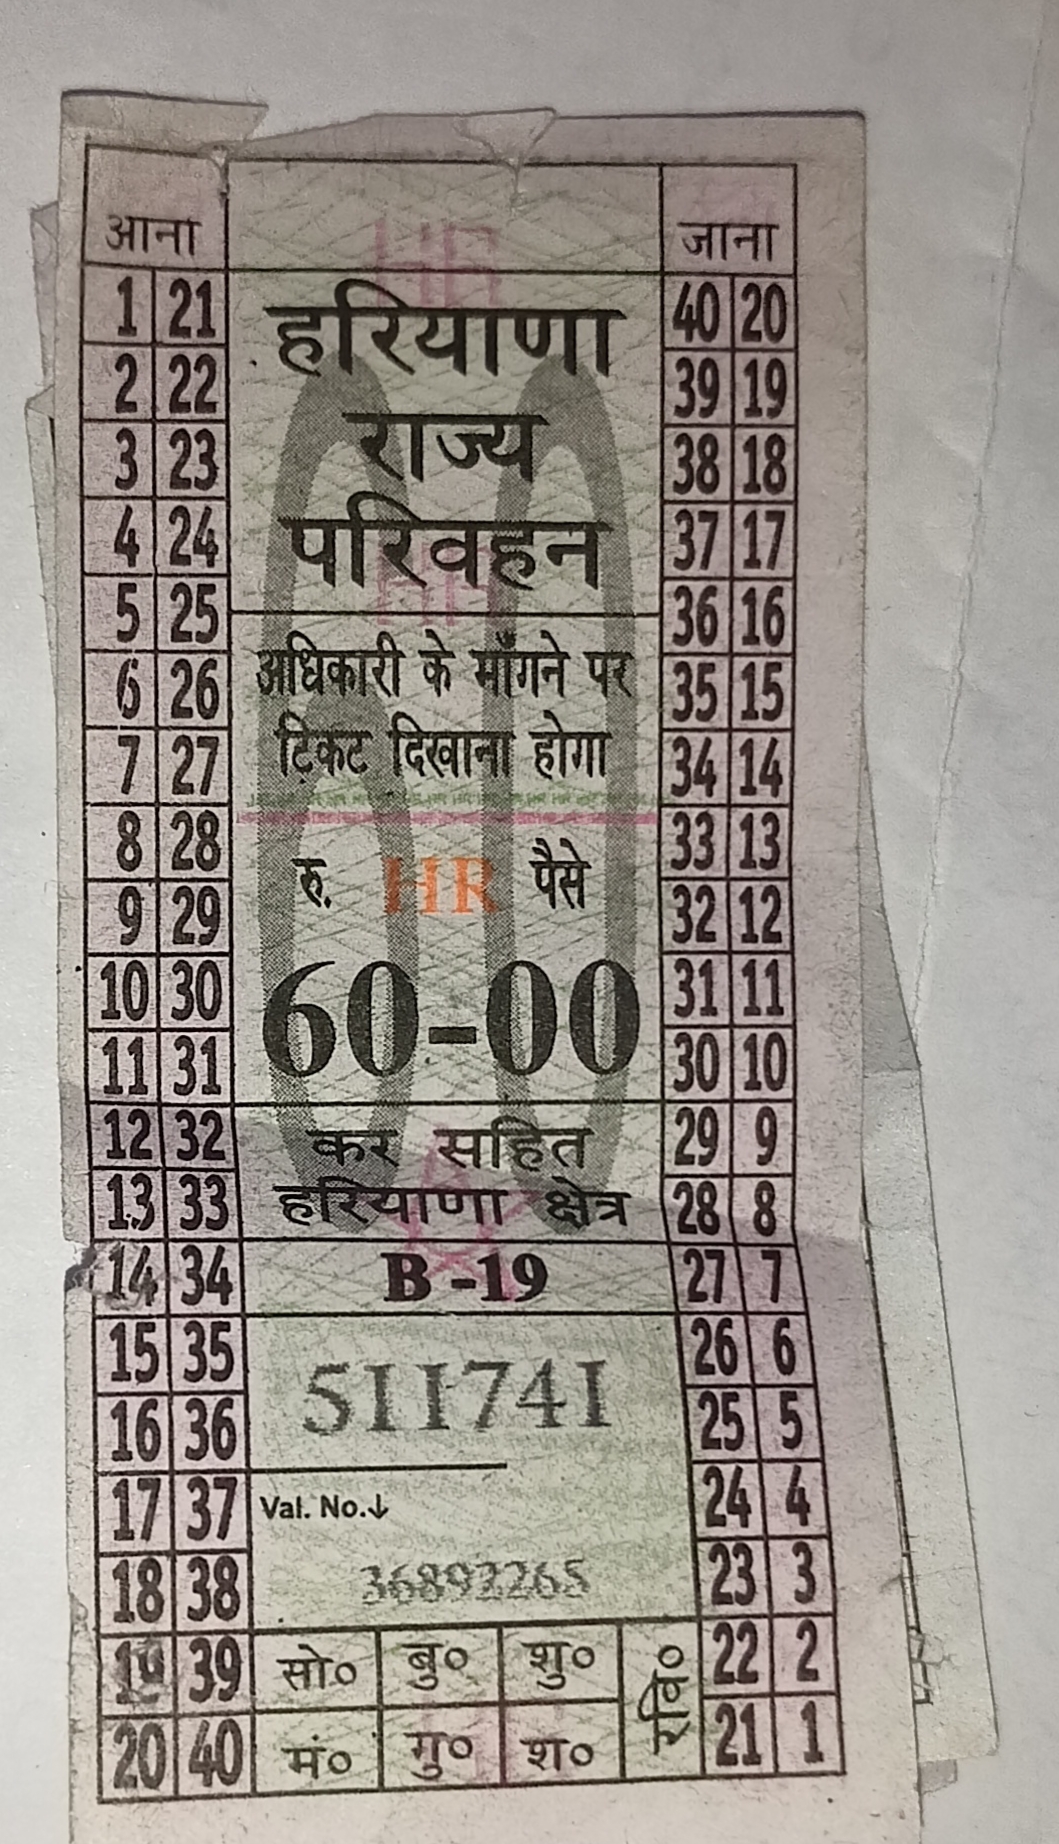 आना
जाना
1 21
2 22
3 23
4 24
5 25
6 26
7 27
8 28
9 29
10 30
11 31
12 32
13 33
14 34
15 35
16 36
17 37
18 38
19 39
20 40
हरियाणा
राज्य
परिवहन
अधिकारी के माँगने पर
टिकट दिखाना होगा
रु. HR पैसे
60-00
कर सहित
हरियाणा क्षेत्र
B-19
511741
Val. No.↓
36892265
सो० बु० शु०
मं० गु० श०
रवि०
40 20
39 19
38 18
37 17
36 16
35 15
34 14
33 13
32 12
31 11
30 10
29 9
28 8
27 7
26 6
25 5
24 4
23 3
22 2
21 1